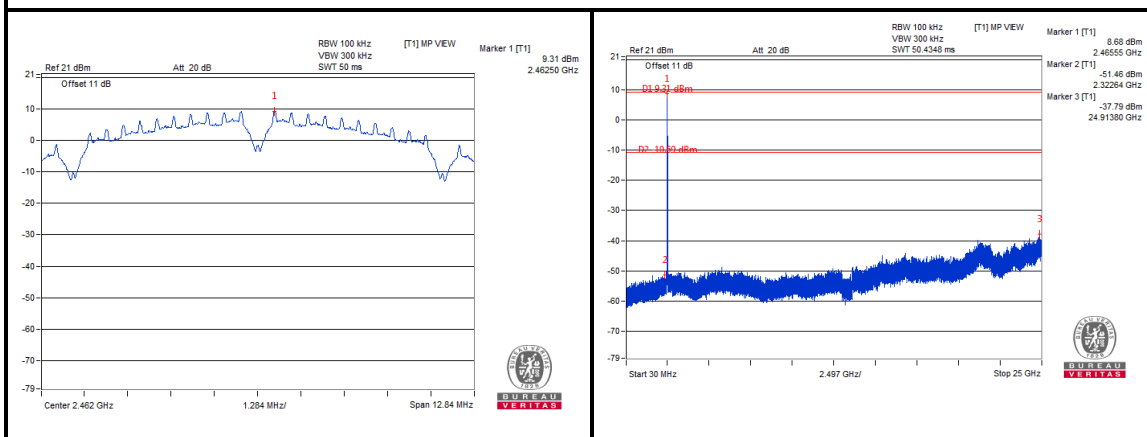 RBW 100 kHz
[T1] MP VIEW
VBW 300 kHz
SWT 50 ms
Marker 1 [T1]
9.31 dBm
2.46250 GHz
Ref 21 dBm
Att 20 dB
Offset 11 dB
21
10
0
-10
-20
-30
-40
-50
-60
-70
-79
1
Center 2.462 GHz
1.284 MHz/
Span 12.84 MHz
BUREAU VERITAS
1828
BUREAU
VERITAS
RBW 100 kHz
[T1] MP VIEW
VBW 300 kHz
SWT 50.4348 ms
Marker 1 [T1]
8.68 dBm
2.46555 GHz
Marker 2 [T1]
-51.46 dBm
2.32264 GHz
Marker 3 [T1]
-37.79 dBm
24.91380 GHz
Ref 21 dBm
Att 20 dB
Offset 11 dB
21
10
0
-10
-20
-30
-40
-50
-60
-70
-79
1
D1 9.31 dBm
D2 -10.69 dBm
2
3
Start 30 MHz
2.497 GHz/
Stop 25 GHz
BUREAU VERITAS
1828
BUREAU
VERITAS